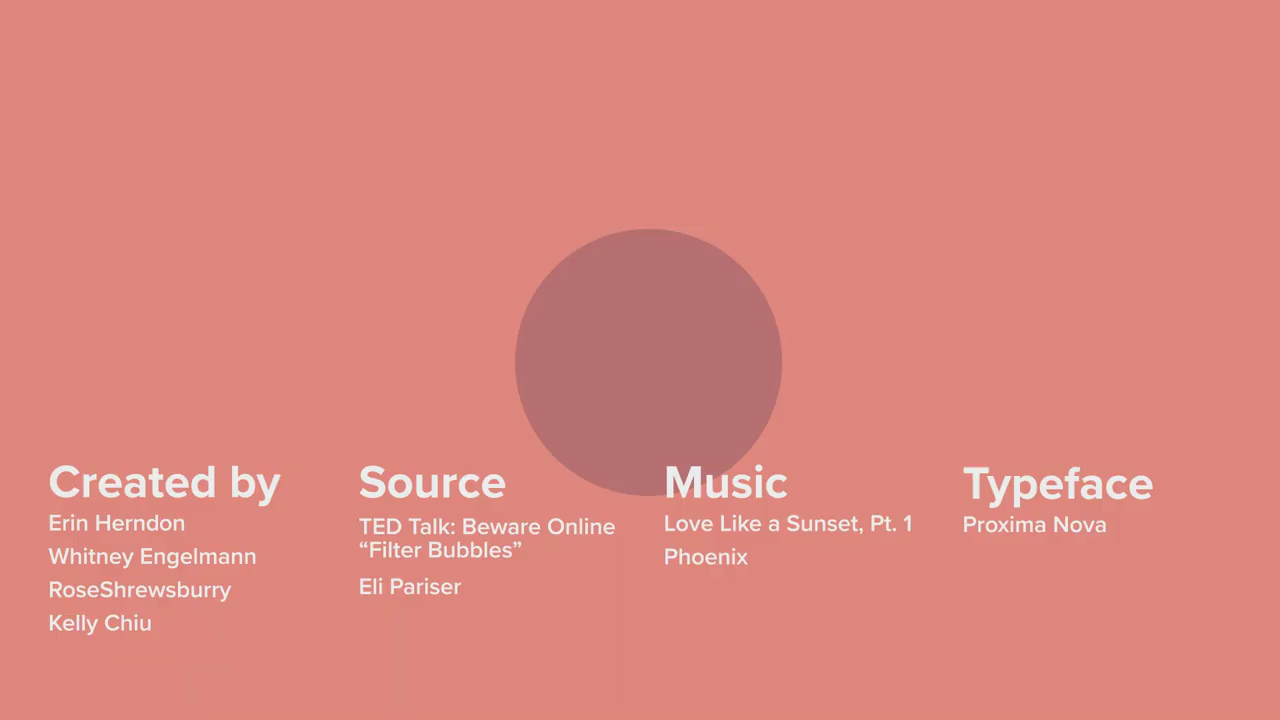 Created by
Erin Herndon
Whitney Engelmann
RoseShrewsburry
Kelly Chiu
Source
TED Talk: Beware Online
“Filter Bubbles”
Eli Pariser
Music
Love Like a Sunset, Pt. 1
Phoenix
Typeface
Proxima Nova